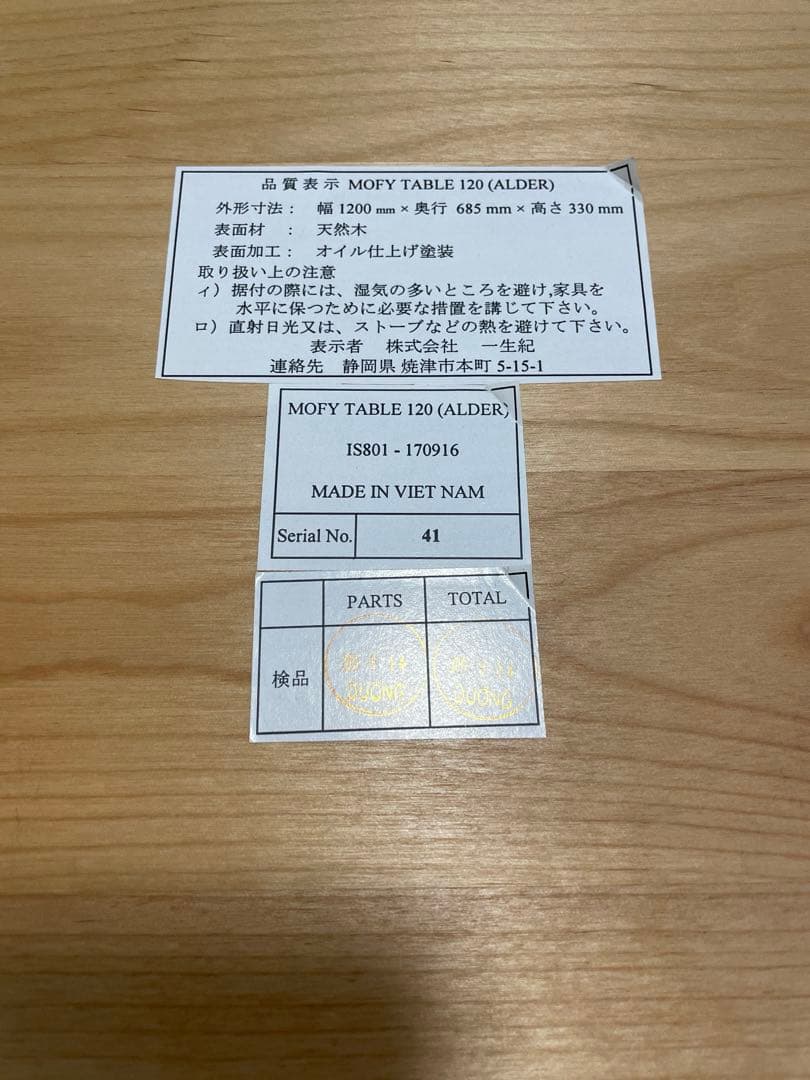 品質表示 MOFY TABLE 120 (ALDER)
外形寸法： 幅 1200 mm × 奥行 685 mm × 高さ 330 mm
表面材 ： 天然木
表面加工： オイル仕上げ塗装
取り扱い上の注意
ィ）据付の際には、湿気の多いところを避け,家具を
水平に保つために必要な措置を講じて下さい。
ロ）直射日光又は、ストーブなどの熱を避けて下さい。
表示者 株式会社 一生紀
連絡先 静岡県 焼津市本町 5-15-1
MOFY TABLE 120 (ALDER)
IS801 - 170916
MADE IN VIET NAM
Serial No. 41
PARTS TOTAL
検品
DUONG DUONG